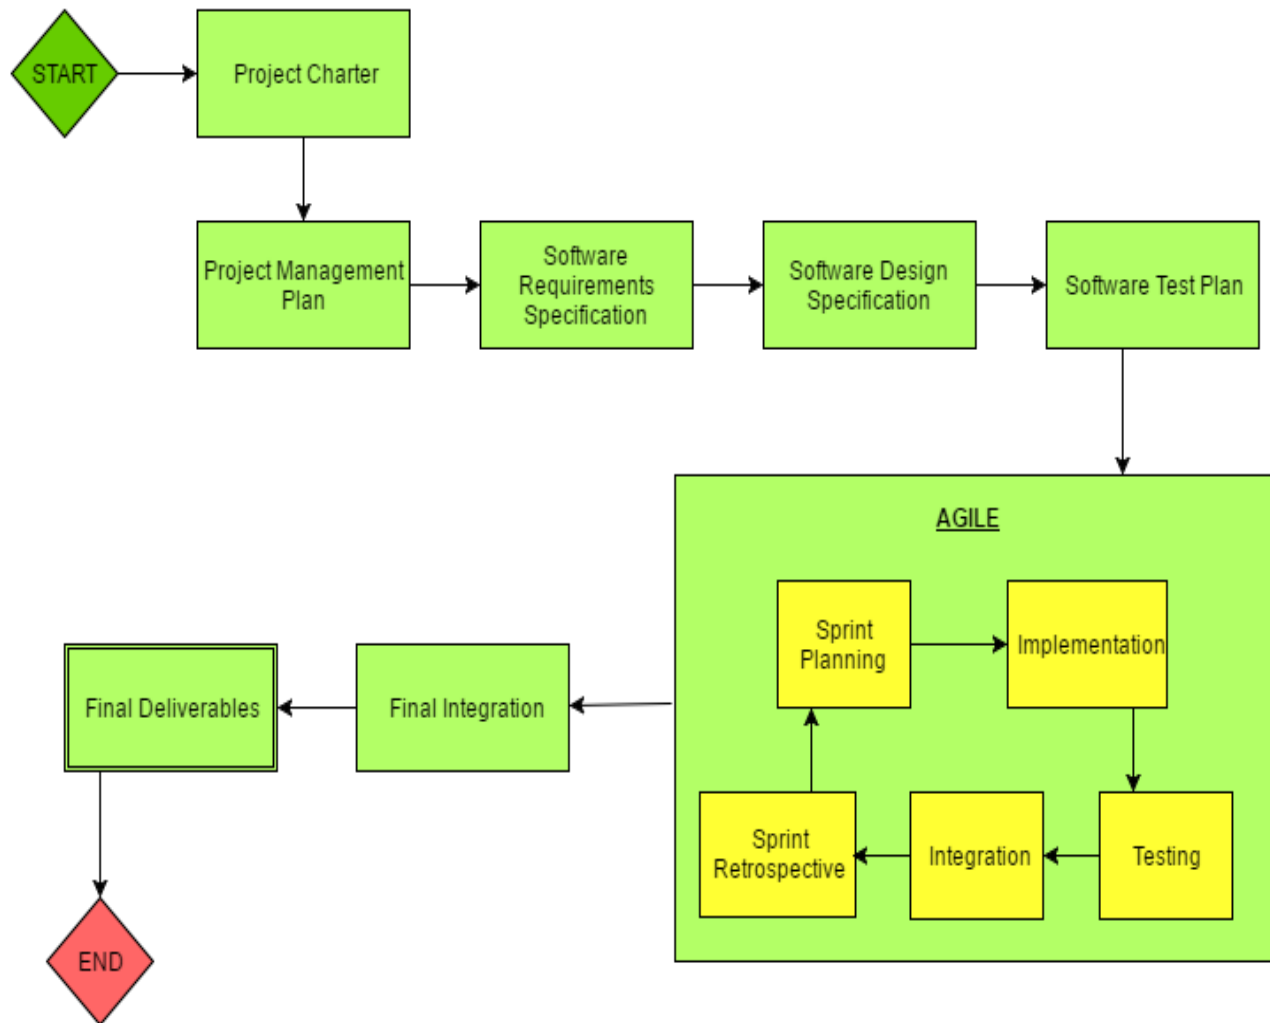 START
Project Charter
Project Management
Plan
Software
Requirements
Specification
Software Design
Specification
Software Test Plan
AGILE
Sprint
Planning
Implementation
Testing
Integration
Sprint
Retrospective
Final Integration
Final Deliverables
END